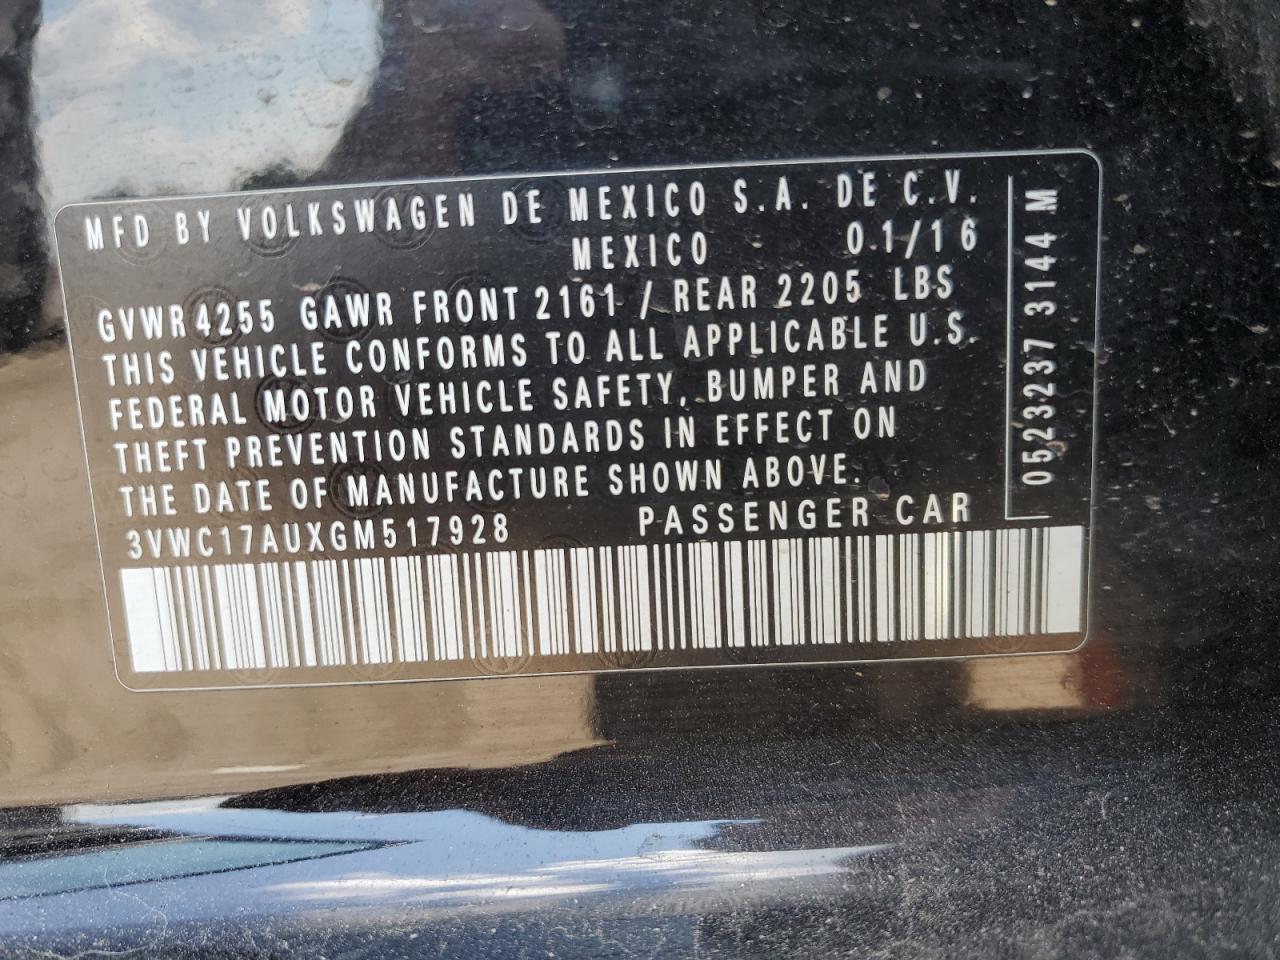 MFD BY VOLKSWAGEN DE MEXICO S.A. DE C.V.
MEXICO 01/16
GVWR 4255 GAWR FRONT 2161 / REAR 2205 LBS
THIS VEHICLE CONFORMS TO ALL APPLICABLE U.S.
FEDERAL MOTOR VEHICLE SAFETY, BUMPER AND
THEFT PREVENTION STANDARDS IN EFFECT ON
THE DATE OF MANUFACTURE SHOWN ABOVE.
3VWC17AUXGM517928 PASSENGER CAR
0523237 3144 M